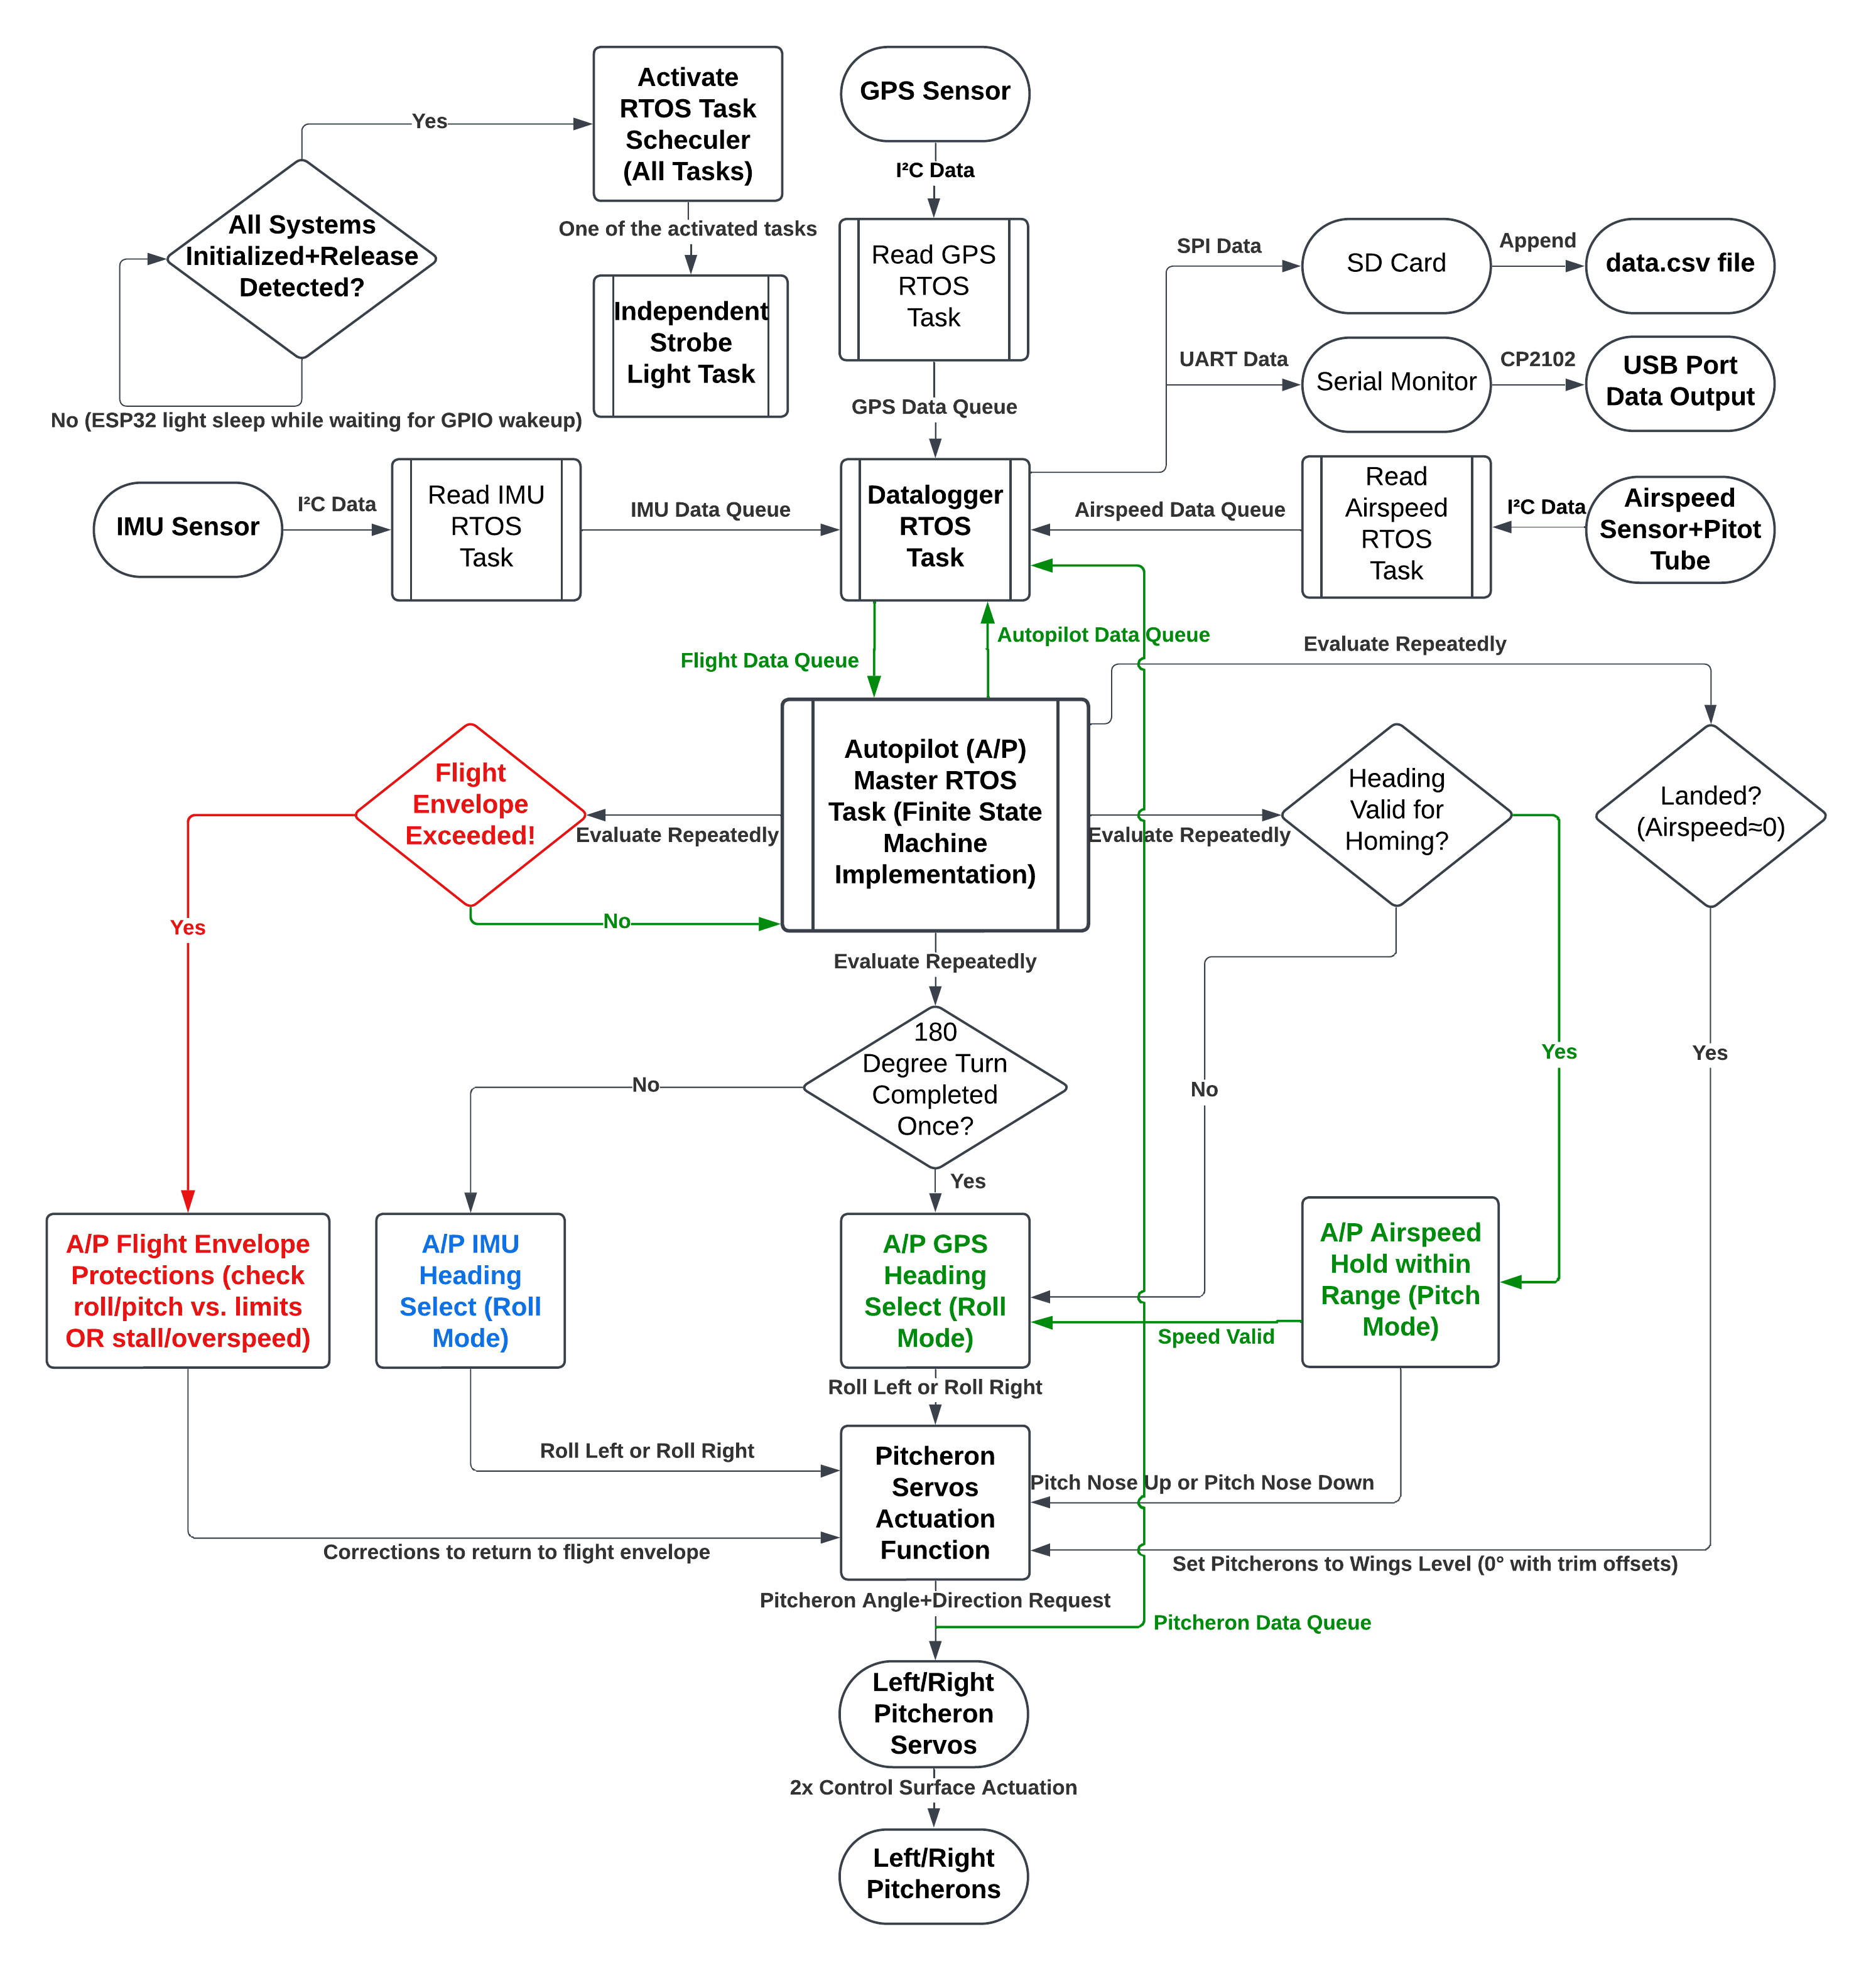 Activate
RTOS Task
Scheculer
(All Tasks)
GPS Sensor
Yes
I²C Data
All Systems
Initialized+Release
Detected?
One of the activated tasks
Read GPS
RTOS
Task
SPI Data
SD Card
Append
data.csv file
Independent
Strobe
Light Task
UART Data
Serial Monitor
CP2102
USB Port
Data Output
No (ESP32 light sleep while waiting for GPIO wakeup)
GPS Data Queue
IMU Sensor
I²C Data
Read IMU
RTOS
Task
IMU Data Queue
Datalogger
RTOS
Task
Airspeed Data Queue
Read
Airspeed
RTOS
Task
I²C Data
Airspeed
Sensor+Pitot
Tube
Flight Data Queue
Autopilot Data Queue
Evaluate Repeatedly
Flight
Envelope
Exceeded!
Evaluate Repeatedly
Autopilot (A/P)
Master RTOS
Task (Finite State
Machine
Implementation)
Evaluate Repeatedly
Heading
Valid for
Homing?
Landed?
(Airspeed≈0)
Yes
No
Evaluate Repeatedly
180
Degree Turn
Completed
Once?
No
Yes
No
Yes
Yes
A/P Flight Envelope
Protections (check
roll/pitch vs. limits
OR stall/overspeed)
A/P IMU
Heading
Select (Roll
Mode)
A/P GPS
Heading
Select (Roll
Mode)
A/P Airspeed
Hold within
Range (Pitch
Mode)
Speed Valid
Roll Left or Roll Right
Roll Left or Roll Right
Pitcheron
Servos
Actuation
Function
Pitch Nose Up or Pitch Nose Down
Corrections to return to flight envelope
Set Pitcherons to Wings Level (0° with trim offsets)
Pitcheron Angle+Direction Request
Pitcheron Data Queue
Left/Right
Pitcheron
Servos
2x Control Surface Actuation
Left/Right
Pitcherons